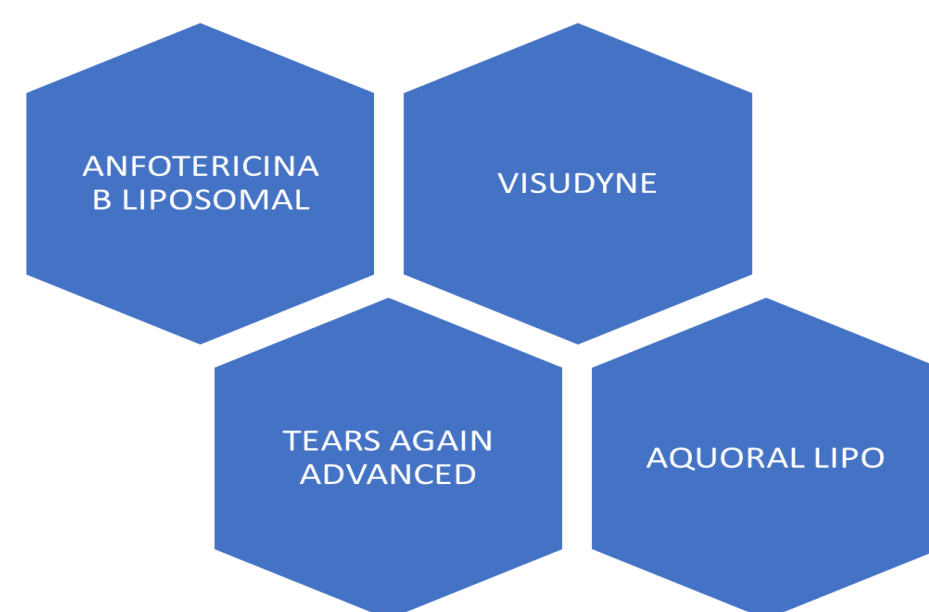 ANFOTERICINA
B LIPOSOMAL
VISUDYNE
TEARS AGAIN
ADVANCED
AQUORAL LIPO